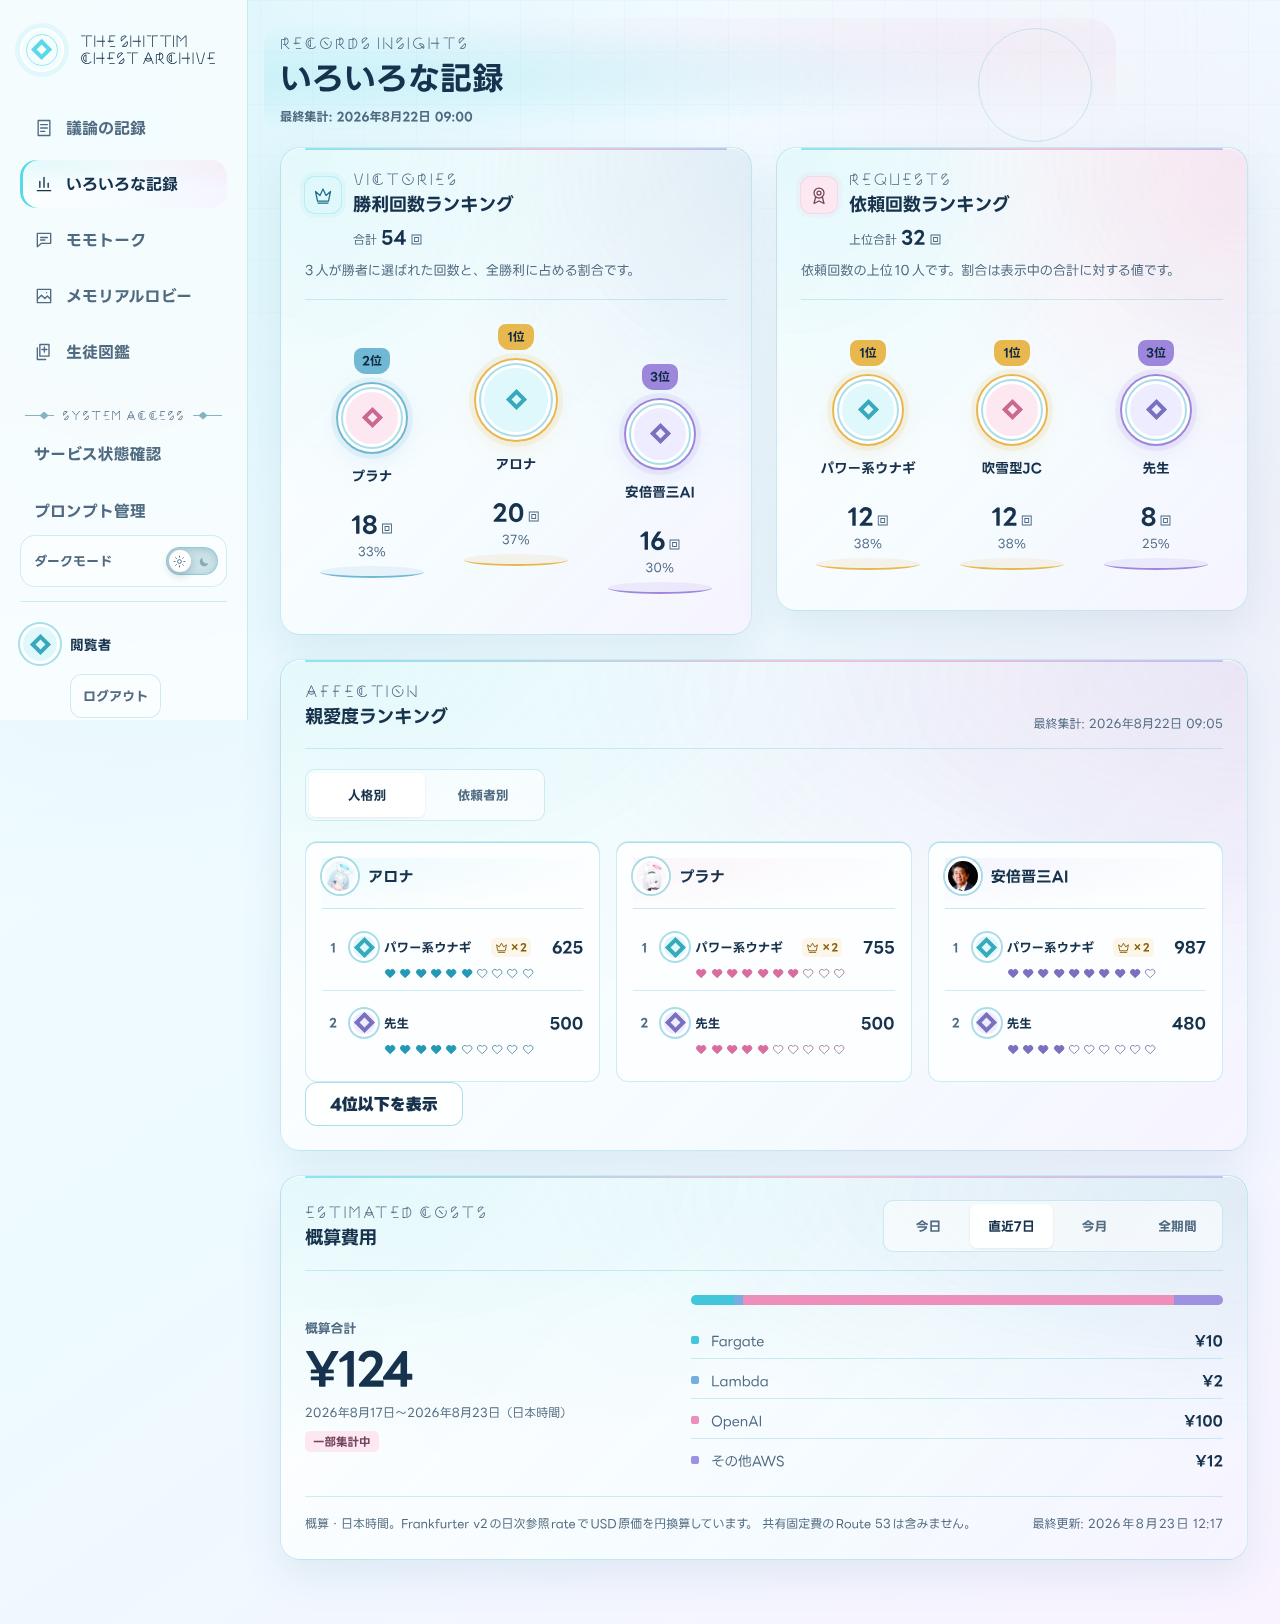 THE SHITTIM
CHEST ARCHIVE
議論の記録
いろいろな記録
モモトーク
メモリアルロビー
生徒図鑑
SYSTEM ACCESS
サービス状態確認
プロンプト管理
ダークモード
閲覧者
ログアウト
RECORDS INSIGHTS
いろいろな記録
最終集計: 2026年8月22日 09:00
VICTORIES
勝利回数ランキング
合計 54 回
3人が勝者に選ばれた回数と、全勝利に占める割合です。
2位
プラナ
18 回
33%
1位
アロナ
20 回
37%
3位
安倍晋三AI
16 回
30%
REQUESTS
依頼回数ランキング
上位合計 32 回
依頼回数の上位10人です。割合は表示中の合計に対する値です。
1位
パワー系ウナギ
12 回
38%
1位
吹雪型JC
12 回
38%
3位
先生
8 回
25%
AFFECTION
親愛度ランキング
最終集計: 2026年8月22日 09:05
人格別
依頼者別
アロナ
1 パワー系ウナギ ×2 625
2 先生 500
プラナ
1 パワー系ウナギ ×2 755
2 先生 500
安倍晋三AI
1 パワー系ウナギ ×2 987
2 先生 480
4位以下を表示
ESTIMATED COSTS
概算費用
今日
直近7日
今月
全期間
概算合計
¥124
2026年8月17日〜2026年8月23日（日本時間）
一部集計中
Fargate ¥10
Lambda ¥2
OpenAI ¥100
その他AWS ¥12
概算・日本時間。Frankfurter v2の日次参照rateでUSD原価を円換算しています。 共有固定費のRoute 53は含みません。
最終更新: 2026年8月23日 12:17